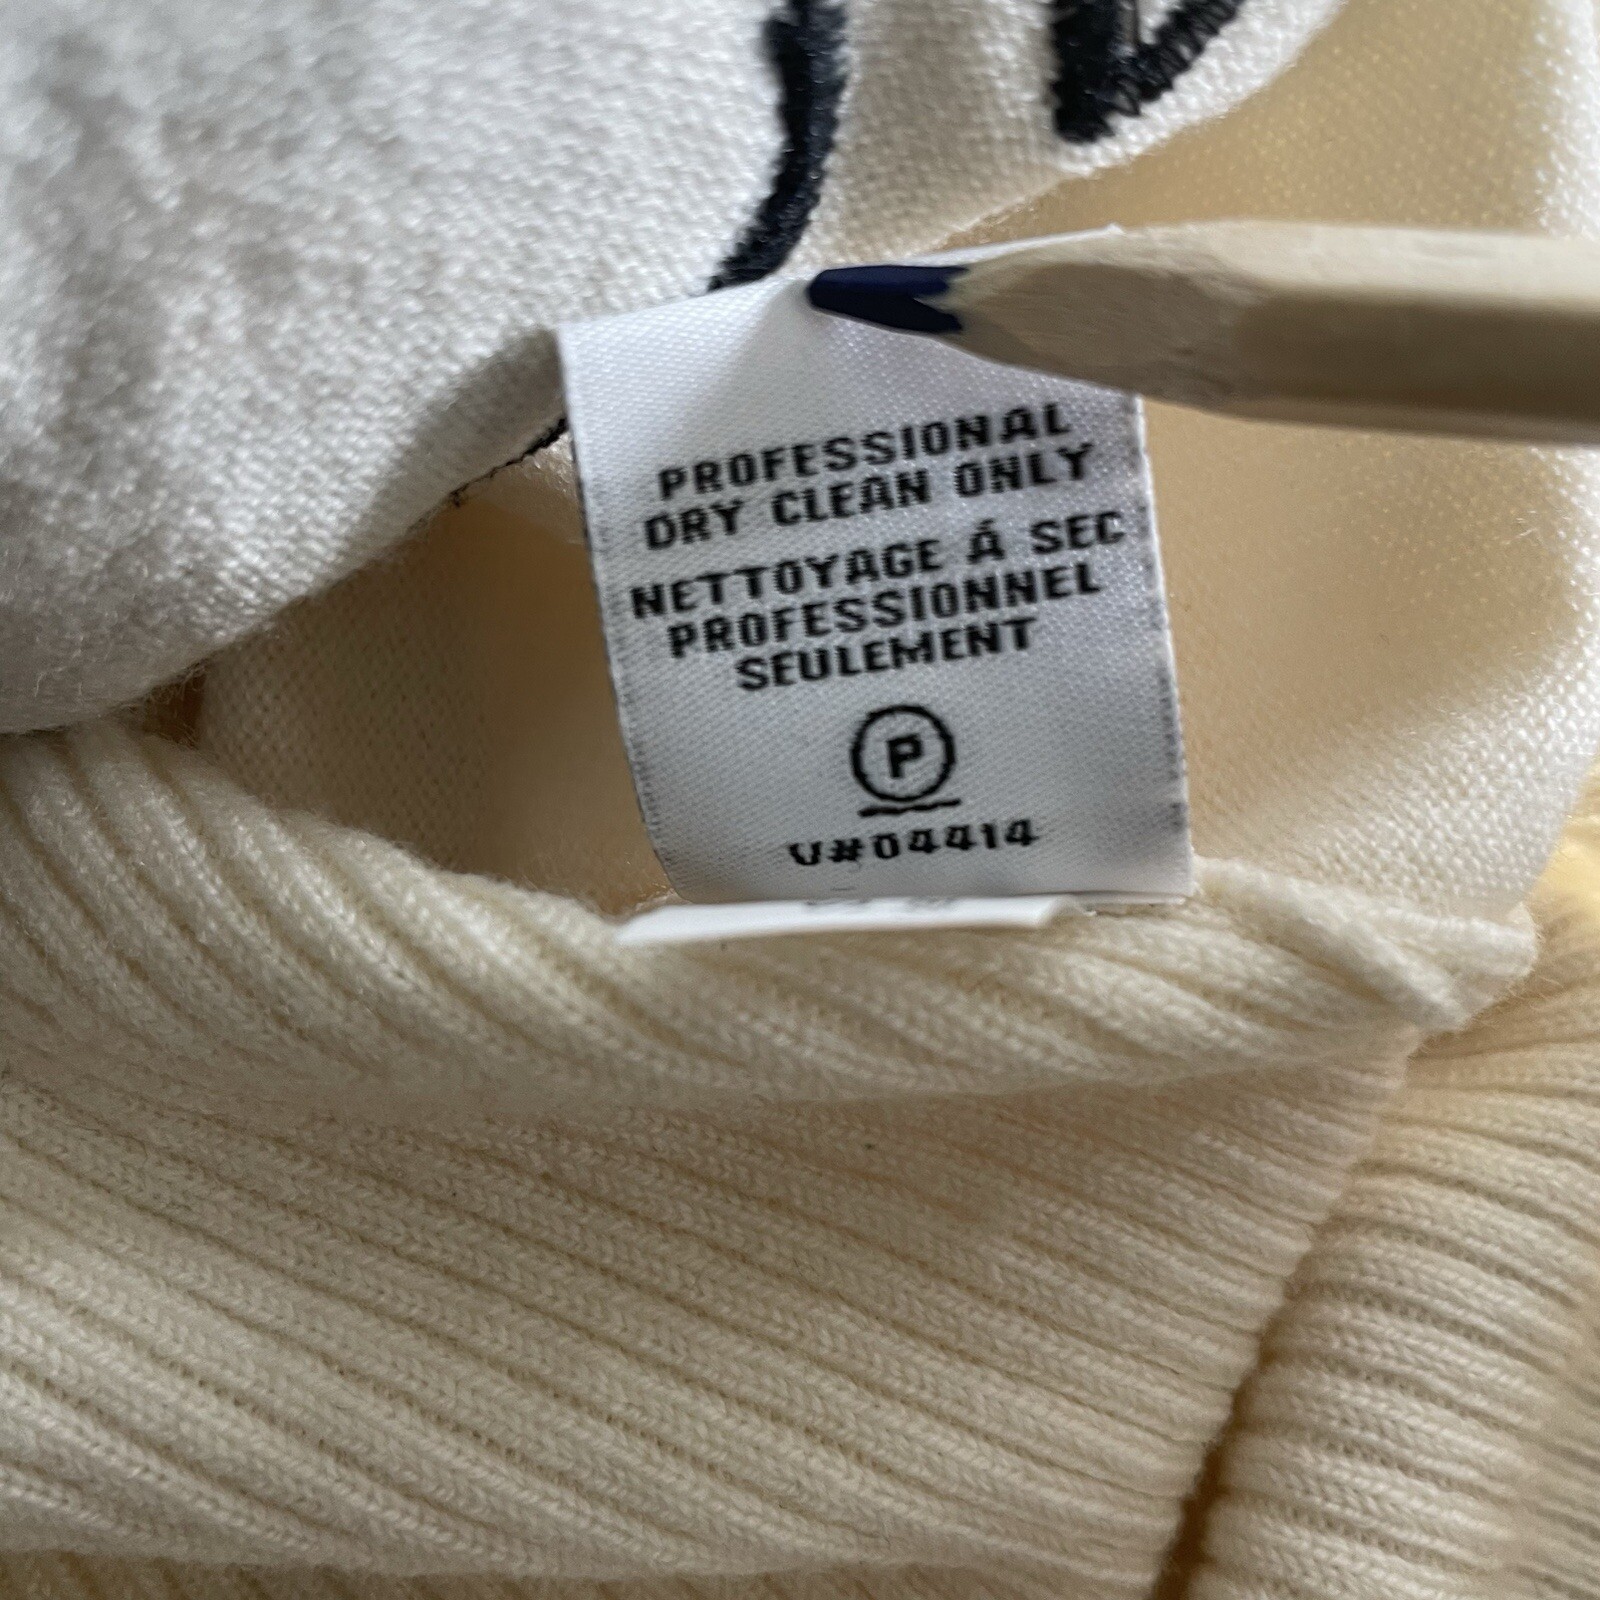 PROFESSIONAL
DRY CLEAN ONLY
NETTOYAGE Á SEC
PROFESSIONNEL
SEULEMENT
P
V#04414